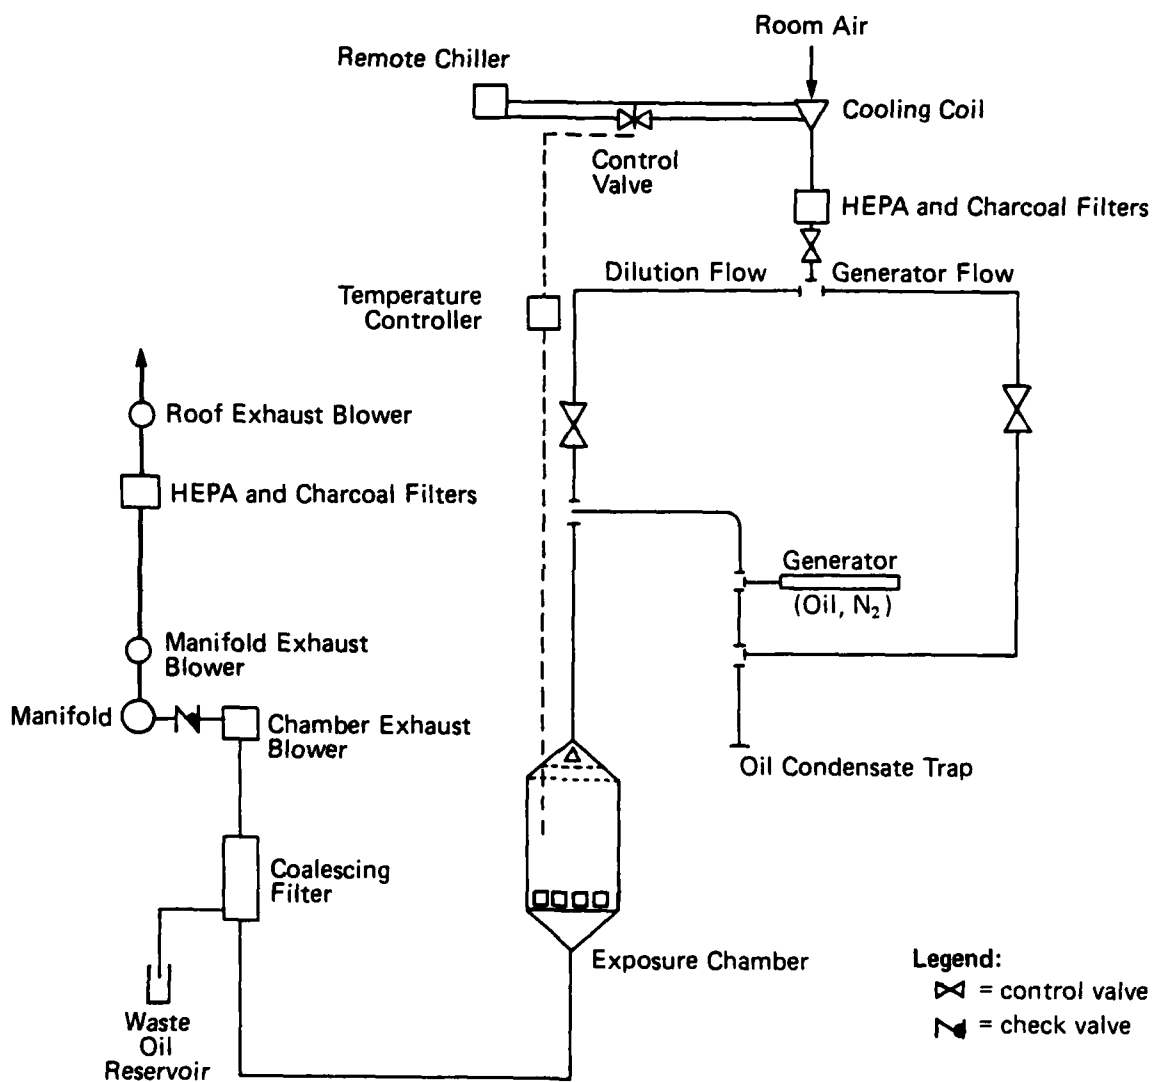 Room Air
Remote Chiller
Cooling Coil
Control
Valve
HEPA and Charcoal Filters
Dilution Flow
Generator Flow
Temperature
Controller
Roof Exhaust Blower
HEPA and Charcoal Filters
Generator
(Oil, N₂)
Manifold Exhaust
Blower
Manifold
Chamber Exhaust
Blower
Oil Condensate Trap
Coalescing
Filter
Exposure Chamber
Waste
Oil
Reservoir
Legend:
= control valve
= check valve